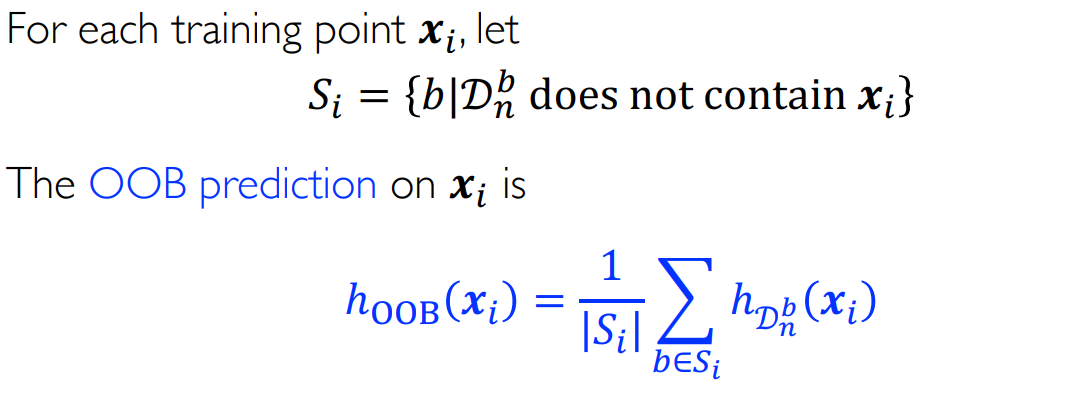 For each training point 𝒙ᵢ, let
Sᵢ = {b|𝒟ₙᵇ does not contain 𝒙ᵢ}
The OOB prediction on 𝒙ᵢ is
h_OOB(𝒙ᵢ) = 1/|Sᵢ| ∑_{b∈Sᵢ} h_{𝒟ₙᵇ}(𝒙ᵢ)